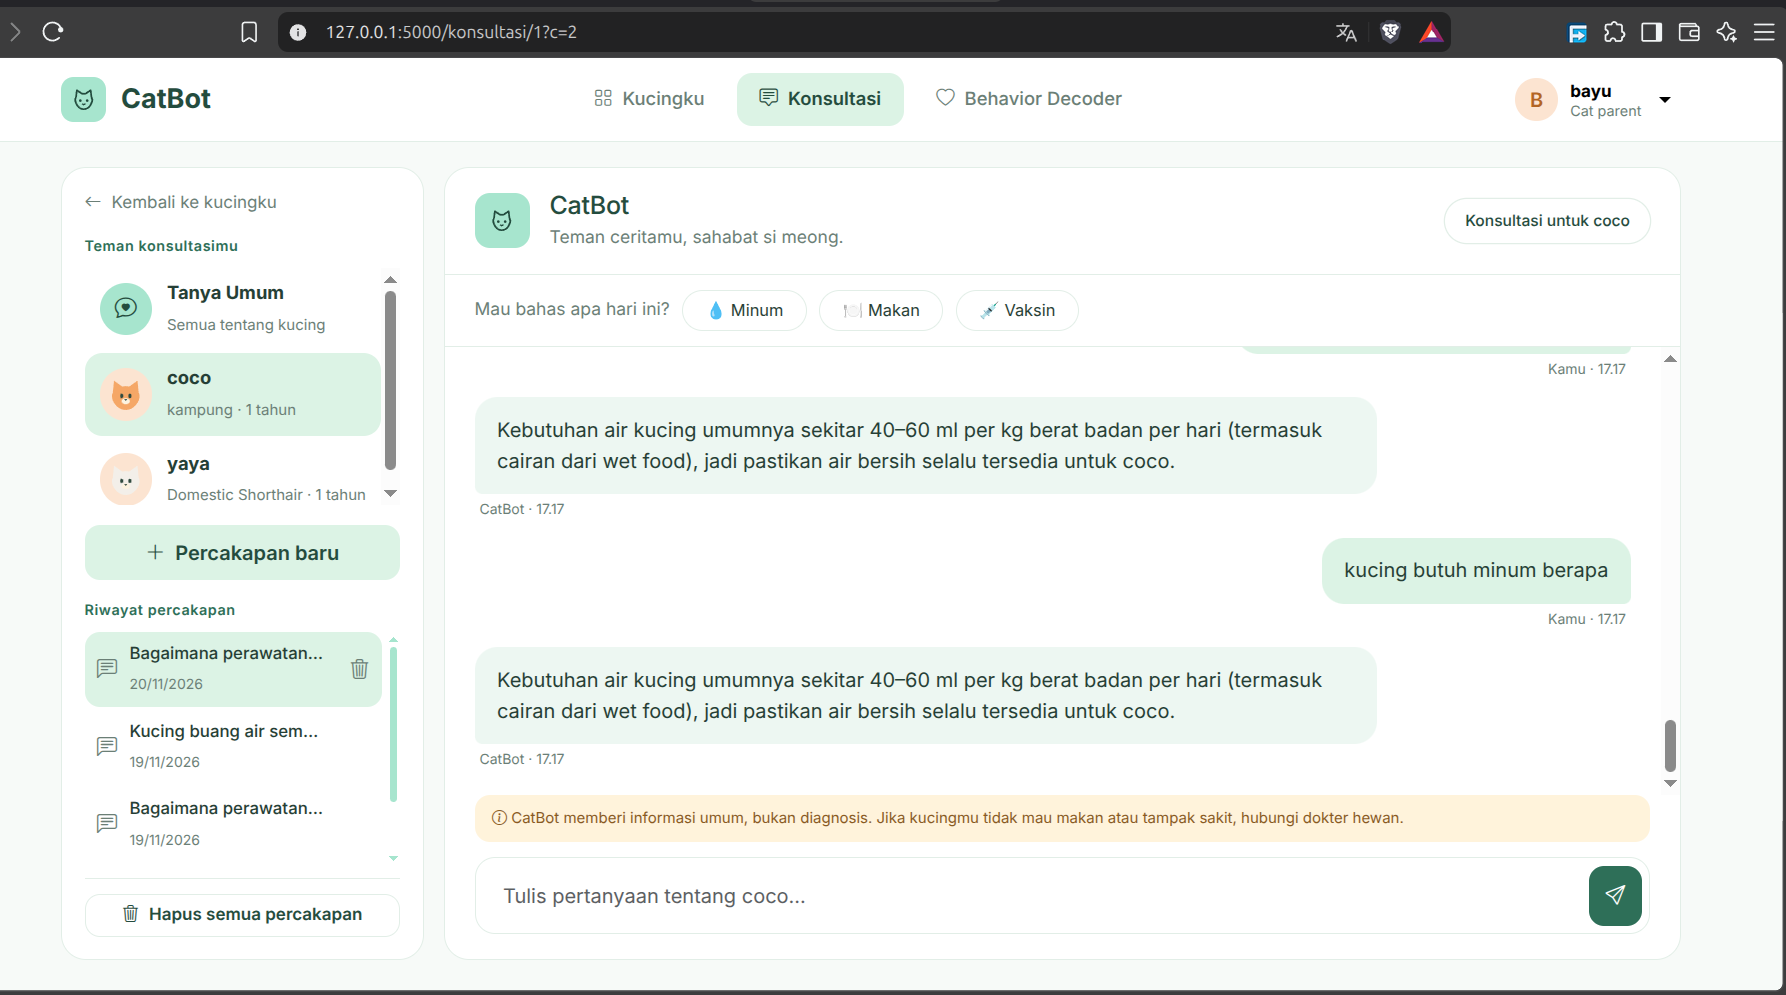 127.0.0.1:5000/konsultasi/1?c=2
CatBot
Kucingku
Konsultasi
Behavior Decoder
B
bayu
Cat parent
← Kembali ke kucingku
Teman konsultasimu
Tanya Umum
Semua tentang kucing
coco
kampung · 1 tahun
yaya
Domestic Shorthair · 1 tahun
+ Percakapan baru
Riwayat percakapan
Bagaimana perawatan...
20/11/2026
Kucing buang air sem...
19/11/2026
Bagaimana perawatan...
19/11/2026
Hapus semua percakapan
CatBot
Teman ceritamu, sahabat si meong.
Konsultasi untuk coco
Mau bahas apa hari ini?
💧 Minum
🍽️ Makan
💉 Vaksin
Kamu · 17.17
Kebutuhan air kucing umumnya sekitar 40–60 ml per kg berat badan per hari (termasuk
cairan dari wet food), jadi pastikan air bersih selalu tersedia untuk coco.
CatBot · 17.17
kucing butuh minum berapa
Kamu · 17.17
Kebutuhan air kucing umumnya sekitar 40–60 ml per kg berat badan per hari (termasuk
cairan dari wet food), jadi pastikan air bersih selalu tersedia untuk coco.
CatBot · 17.17
CatBot memberi informasi umum, bukan diagnosis. Jika kucingmu tidak mau makan atau tampak sakit, hubungi dokter hewan.
Tulis pertanyaan tentang coco...